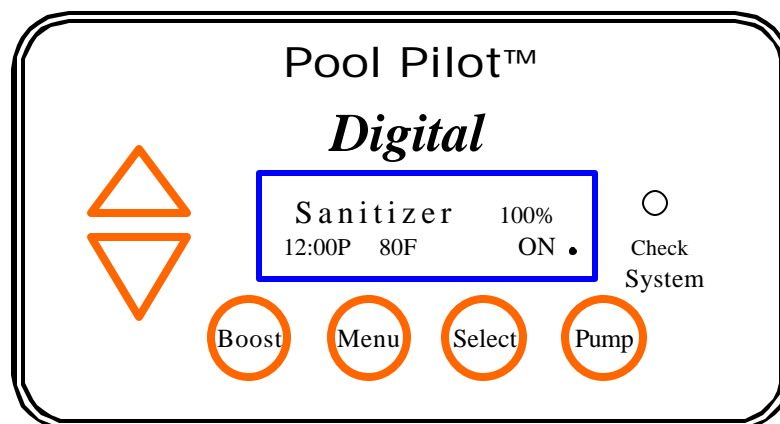 Pool Pilot™
Digital
Sanitizer 100%
12:00P 80F ON .
Check
System
Boost Menu Select Pump